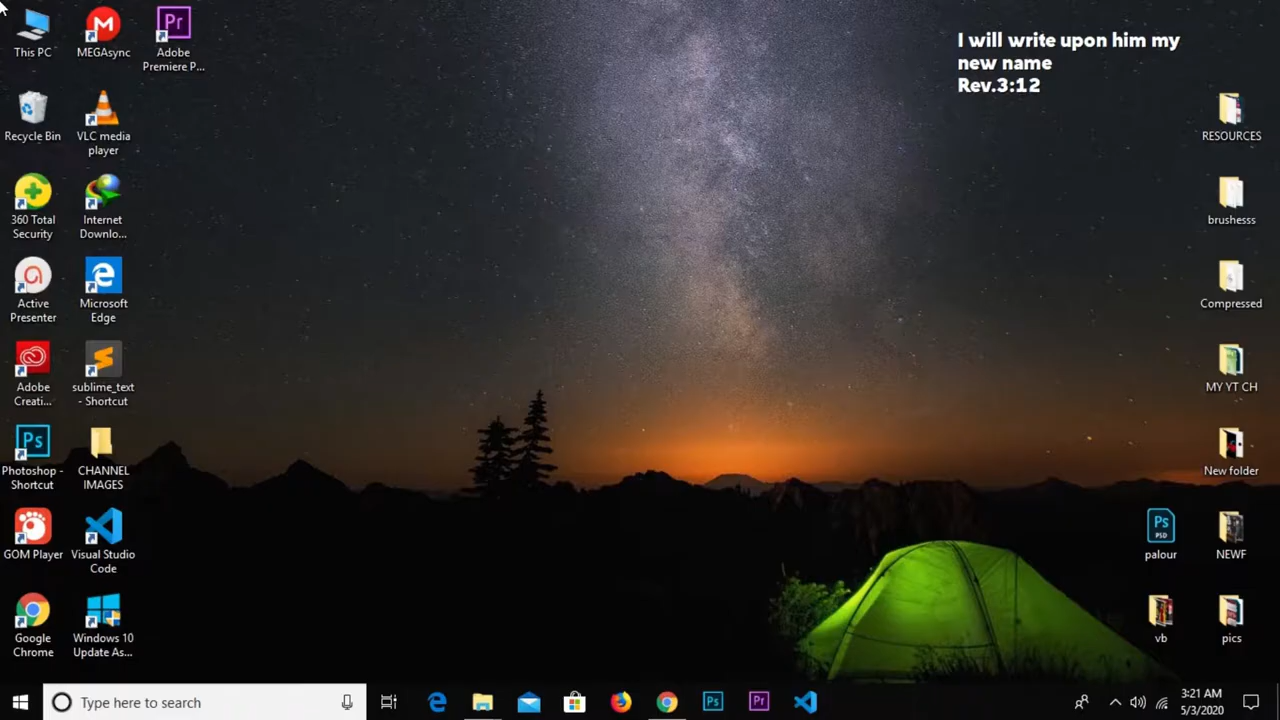 This PC
MEGAsync
Adobe
Premiere P...
I will write upon him my
new name
Rev.3:12
Recycle Bin
VLC media
player
RESOURCES
360 Total
Security
Internet
Downlo...
brushesss
Active
Presenter
Microsoft
Edge
Compressed
Adobe
Creati...
sublime_text
- Shortcut
MY YT CH
Photoshop -
Shortcut
CHANNEL
IMAGES
New folder
GOM Player
Visual Studio
Code
palour
NEWF
Google
Chrome
Windows 10
Update As...
vb
pics
Type here to search
3:21 AM
5/3/2020